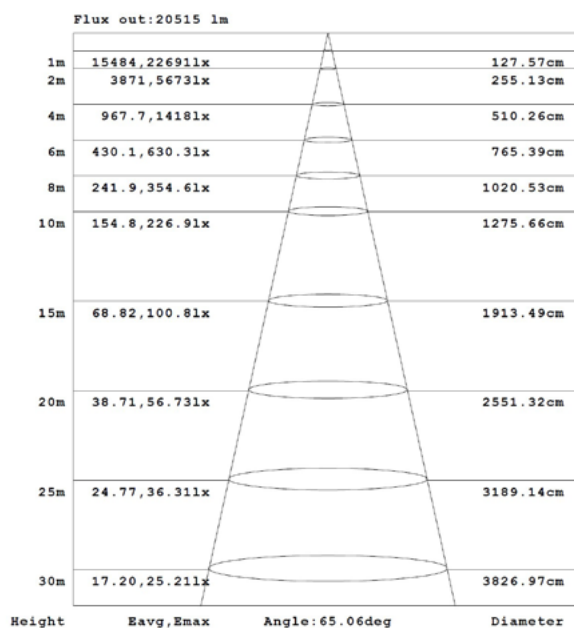 Flux out:20515 lm
1m 15484,22691lx 127.57cm
2m 3871,5673lx 255.13cm
4m 967.7,1418lx 510.26cm
6m 430.1,630.3lx 765.39cm
8m 241.9,354.6lx 1020.53cm
10m 154.8,226.9lx 1275.66cm
15m 68.82,100.8lx 1913.49cm
20m 38.71,56.73lx 2551.32cm
25m 24.77,36.31lx 3189.14cm
30m 17.20,25.21lx 3826.97cm
Height Eavg,Emax Angle:65.06deg Diameter